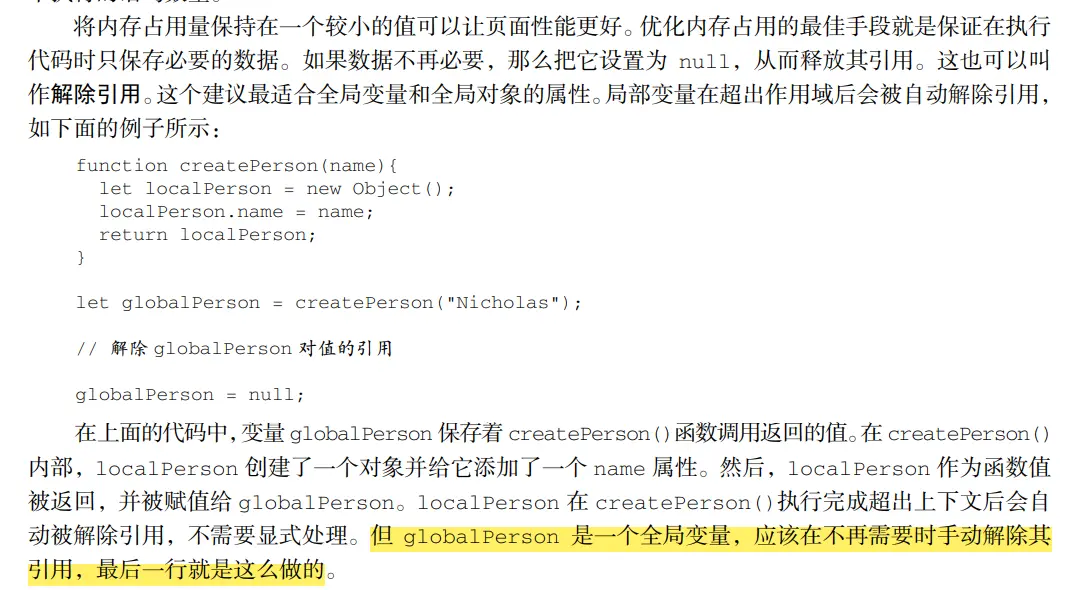 将内存占用量保持在一个较小的值可以让页面性能更好。优化内存占用的最佳手段就是保证在执行
代码时只保存必要的数据。如果数据不再必要，那么把它设置为 null，从而释放其引用。这也可以叫
作解除引用。这个建议最适合全局变量和全局对象的属性。局部变量在超出作用域后会被自动解除引用，
如下面的例子所示：
function createPerson(name){
  let localPerson = new Object();
  localPerson.name = name;
  return localPerson;
}
let globalPerson = createPerson("Nicholas");
// 解除 globalPerson 对值的引用
globalPerson = null;
在上面的代码中，变量 globalPerson 保存着 createPerson()函数调用返回的值。在 createPerson()
内部，localPerson 创建了一个对象并给它添加了一个 name 属性。然后，localPerson 作为函数值
被返回，并被赋值给 globalPerson。localPerson 在 createPerson()执行完成超出上下文后会自
动被解除引用，不需要显式处理。但 globalPerson 是一个全局变量，应该在不再需要时手动解除其
引用，最后一行就是这么做的。